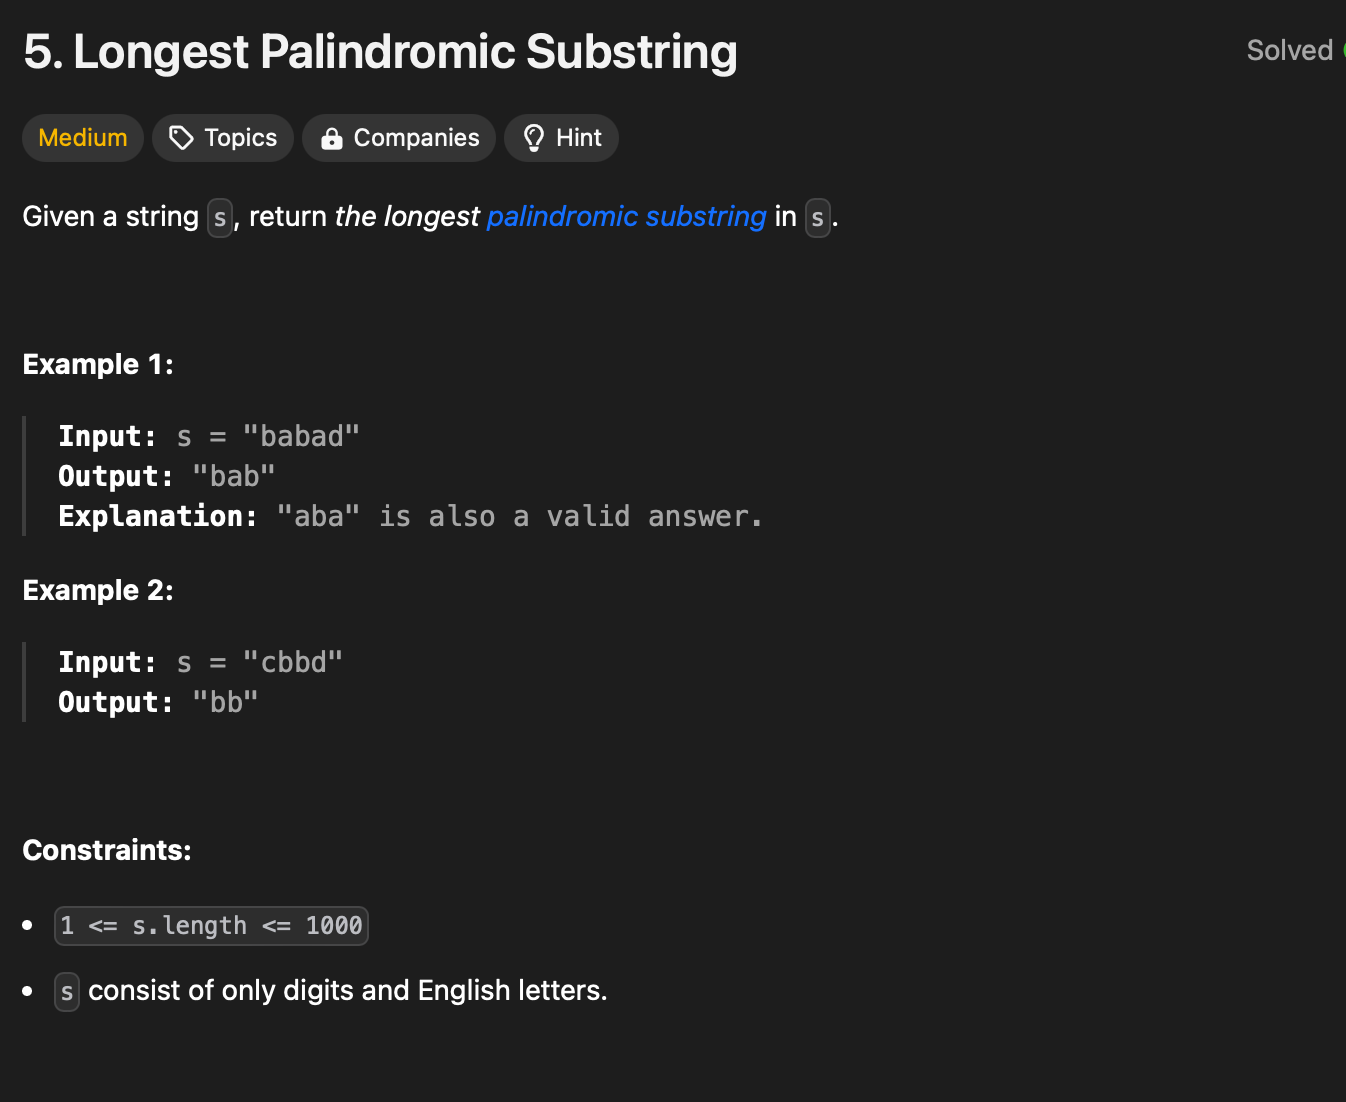 5. Longest Palindromic Substring
Solved
Medium Topics Companies Hint
Given a string s, return the longest palindromic substring in s.
Example 1:
Input: s = "babad"
Output: "bab"
Explanation: "aba" is also a valid answer.
Example 2:
Input: s = "cbbd"
Output: "bb"
Constraints:
• 1 <= s.length <= 1000
• s consist of only digits and English letters.